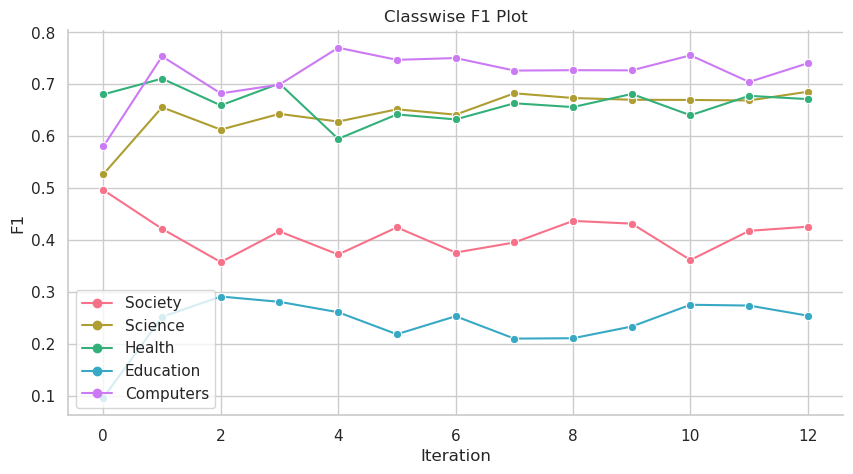 Classwise F1 Plot
0.8
0.7
0.6
0.5
0.4
0.3
0.2
0.1
F1
Society
Science
Health
Education
Computers
0 2 4 6 8 10 12
Iteration